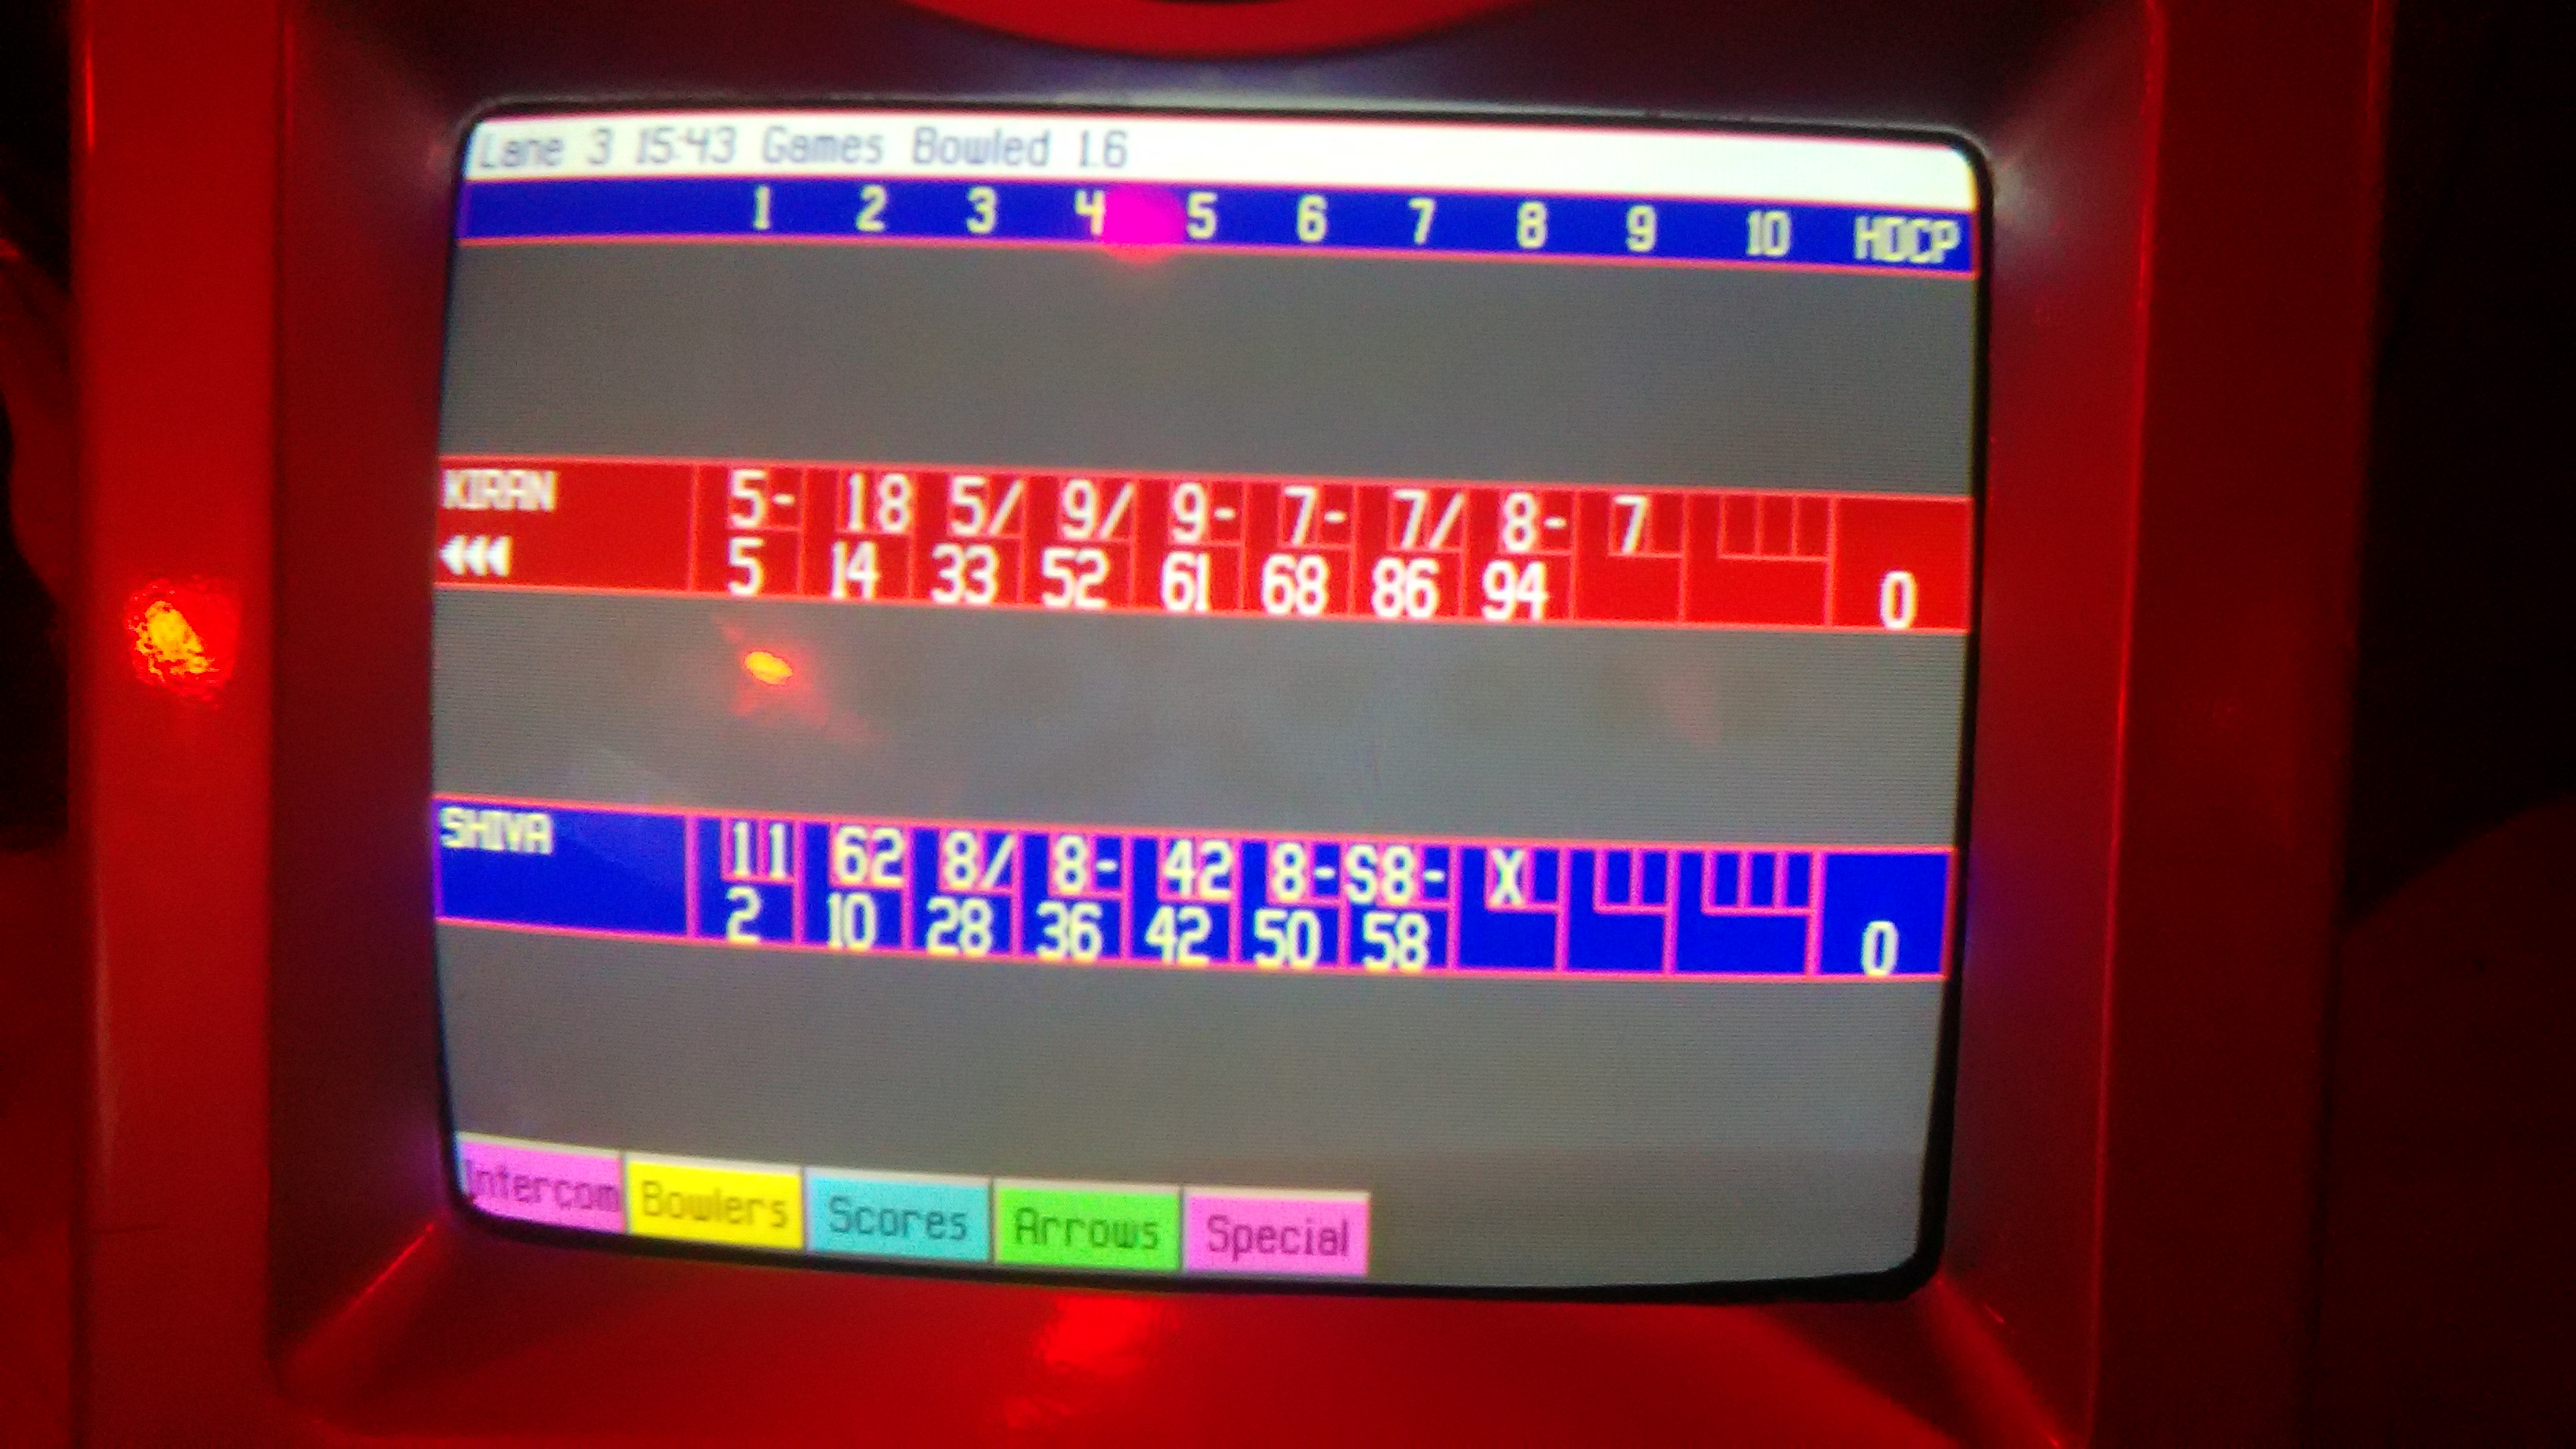 Lane 3 15:43 Games Bowled 1.6
1 2 3 4 5 6 7 8 9 10 HDCP
KIRAN 5- 18 5/ 9/ 9- 7- 7/ 8- 7
5 14 33 52 61 68 86 94 0
SHIVA 11 62 8/ 8- 42 8- S8- X
2 10 28 36 42 50 58 0
Intercom Bowlers Scores Arrows Special